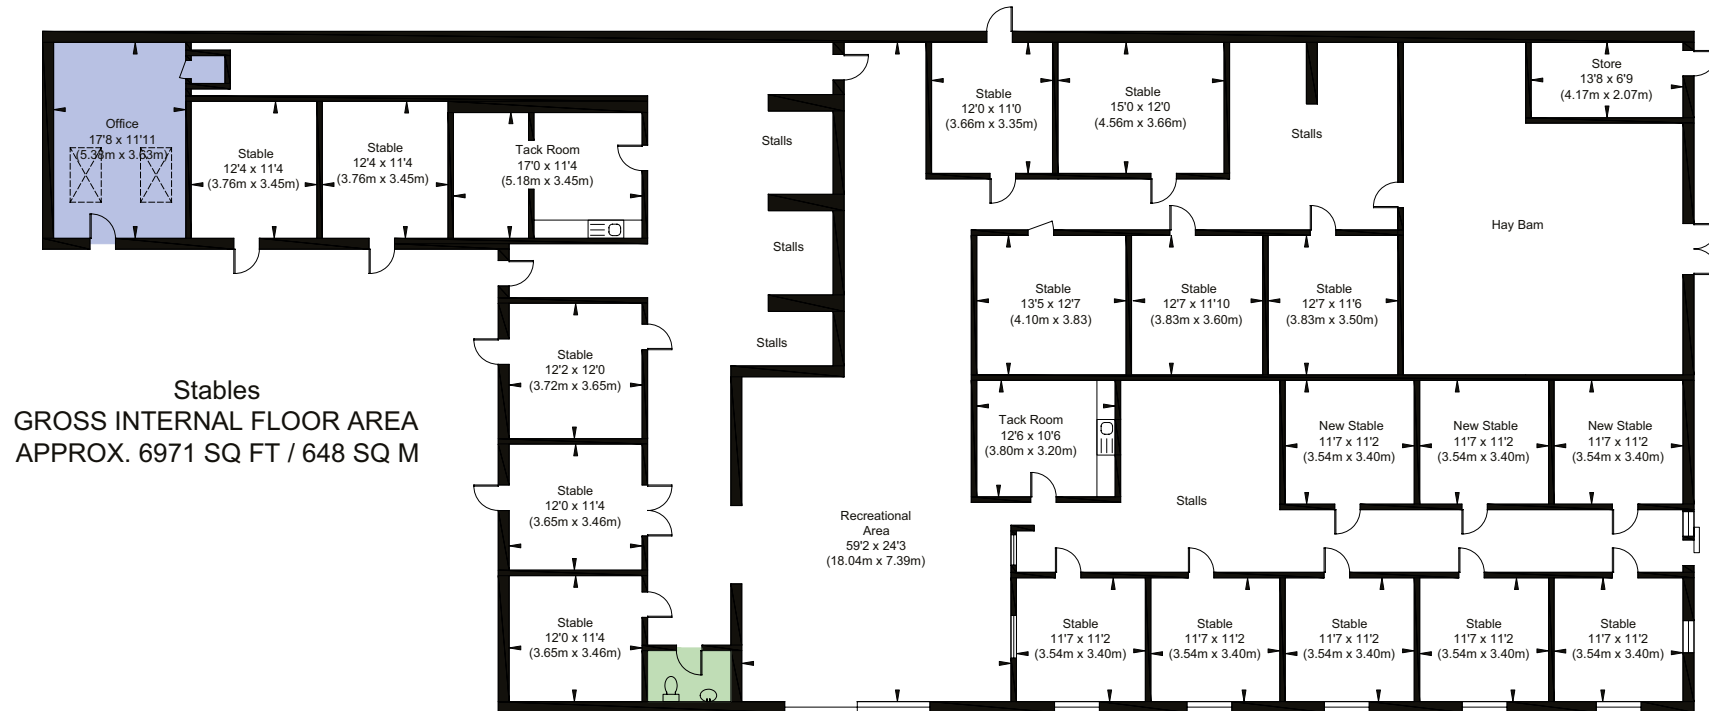 Office
17'8 x 11'11
(5.38m x 3.63m)
Stable
12'4 x 11'4
(3.76m x 3.45m)
Stable
12'4 x 11'4
(3.76m x 3.45m)
Tack Room
17'0 x 11'4
(5.18m x 3.45m)
Stalls
Stalls
Stalls
Stable
12'0 x 11'0
(3.66m x 3.35m)
Stable
15'0 x 12'0
(4.56m x 3.66m)
Stalls
Store
13'8 x 6'9
(4.17m x 2.07m)
Hay Barn
Stable
13'5 x 12'7
(4.10m x 3.83)
Stable
12'7 x 11'10
(3.83m x 3.60m)
Stable
12'7 x 11'6
(3.83m x 3.50m)
Stable
12'2 x 12'0
(3.72m x 3.65m)
Stables
GROSS INTERNAL FLOOR AREA
APPROX. 6971 SQ FT / 648 SQ M
Tack Room
12'6 x 10'6
(3.80m x 3.20m)
New Stable
11'7 x 11'2
(3.54m x 3.40m)
New Stable
11'7 x 11'2
(3.54m x 3.40m)
New Stable
11'7 x 11'2
(3.54m x 3.40m)
Stable
12'0 x 11'4
(3.65m x 3.46m)
Stalls
Recreational
Area
59'2 x 24'3
(18.04m x 7.39m)
Stable
12'0 x 11'4
(3.65m x 3.46m)
Stable
11'7 x 11'2
(3.54m x 3.40m)
Stable
11'7 x 11'2
(3.54m x 3.40m)
Stable
11'7 x 11'2
(3.54m x 3.40m)
Stable
11'7 x 11'2
(3.54m x 3.40m)
Stable
11'7 x 11'2
(3.54m x 3.40m)